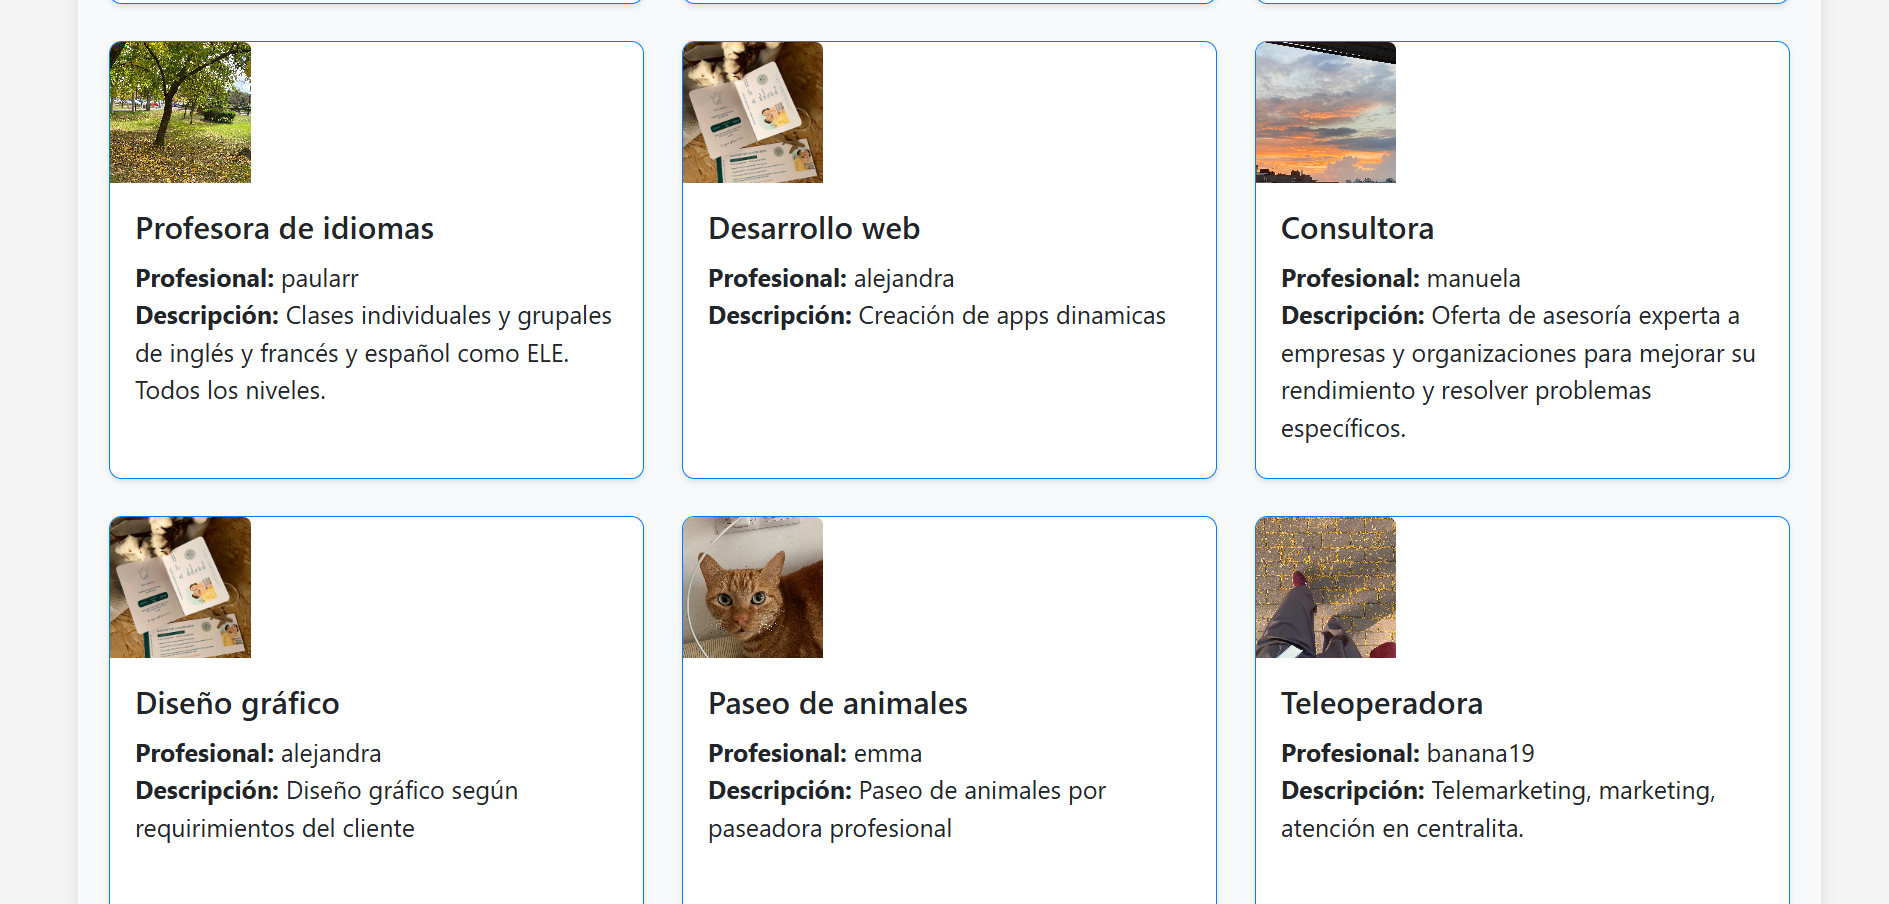 Profesora de idiomas
Profesional: paularr
Descripción: Clases individuales y grupales
de inglés y francés y español como ELE.
Todos los niveles.
Desarrollo web
Profesional: alejandra
Descripción: Creación de apps dinamicas
Consultora
Profesional: manuela
Descripción: Oferta de asesoría experta a
empresas y organizaciones para mejorar su
rendimiento y resolver problemas
específicos.
Diseño gráfico
Profesional: alejandra
Descripción: Diseño gráfico según
requirimientos del cliente
Paseo de animales
Profesional: emma
Descripción: Paseo de animales por
paseadora profesional
Teleoperadora
Profesional: banana19
Descripción: Telemarketing, marketing,
atención en centralita.